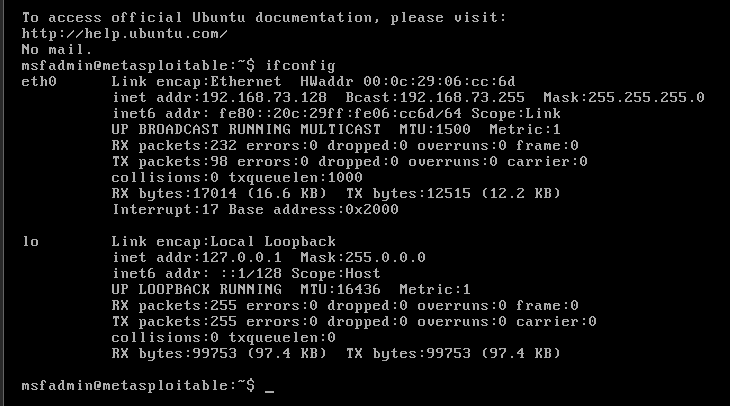 To access official Ubuntu documentation, please visit:
http://help.ubuntu.com/
No mail.
msfadmin@metasploitable:~$ ifconfig
eth0      Link encap:Ethernet  HWaddr 00:0c:29:06:cc:6d
          inet addr:192.168.73.128  Bcast:192.168.73.255  Mask:255.255.255.0
          inet6 addr: fe80::20c:29ff:fe06:cc6d/64 Scope:Link
          UP BROADCAST RUNNING MULTICAST  MTU:1500  Metric:1
          RX packets:232 errors:0 dropped:0 overruns:0 frame:0
          TX packets:98 errors:0 dropped:0 overruns:0 carrier:0
          collisions:0 txqueuelen:1000
          RX bytes:17014 (16.6 KB)  TX bytes:12515 (12.2 KB)
          Interrupt:17 Base address:0x2000
lo        Link encap:Local Loopback
          inet addr:127.0.0.1  Mask:255.0.0.0
          inet6 addr: ::1/128 Scope:Host
          UP LOOPBACK RUNNING  MTU:16436  Metric:1
          RX packets:255 errors:0 dropped:0 overruns:0 frame:0
          TX packets:255 errors:0 dropped:0 overruns:0 carrier:0
          collisions:0 txqueuelen:0
          RX bytes:99753 (97.4 KB)  TX bytes:99753 (97.4 KB)
msfadmin@metasploitable:~$ _